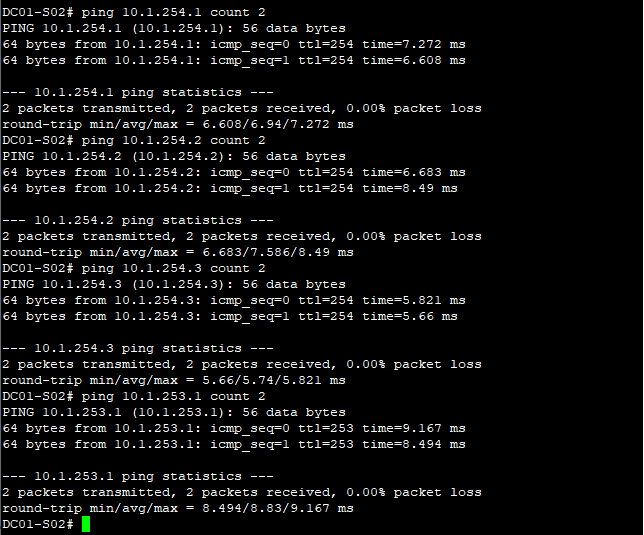 DC01-S02# ping 10.1.254.1 count 2
PING 10.1.254.1 (10.1.254.1): 56 data bytes
64 bytes from 10.1.254.1: icmp_seq=0 ttl=254 time=7.272 ms
64 bytes from 10.1.254.1: icmp_seq=1 ttl=254 time=6.608 ms

--- 10.1.254.1 ping statistics ---
2 packets transmitted, 2 packets received, 0.00% packet loss
round-trip min/avg/max = 6.608/6.94/7.272 ms
DC01-S02# ping 10.1.254.2 count 2
PING 10.1.254.2 (10.1.254.2): 56 data bytes
64 bytes from 10.1.254.2: icmp_seq=0 ttl=254 time=6.683 ms
64 bytes from 10.1.254.2: icmp_seq=1 ttl=254 time=8.49 ms

--- 10.1.254.2 ping statistics ---
2 packets transmitted, 2 packets received, 0.00% packet loss
round-trip min/avg/max = 6.683/7.586/8.49 ms
DC01-S02# ping 10.1.254.3 count 2
PING 10.1.254.3 (10.1.254.3): 56 data bytes
64 bytes from 10.1.254.3: icmp_seq=0 ttl=254 time=5.821 ms
64 bytes from 10.1.254.3: icmp_seq=1 ttl=254 time=5.66 ms

--- 10.1.254.3 ping statistics ---
2 packets transmitted, 2 packets received, 0.00% packet loss
round-trip min/avg/max = 5.66/5.74/5.821 ms
DC01-S02# ping 10.1.253.1 count 2
PING 10.1.253.1 (10.1.253.1): 56 data bytes
64 bytes from 10.1.253.1: icmp_seq=0 ttl=253 time=9.167 ms
64 bytes from 10.1.253.1: icmp_seq=1 ttl=253 time=8.494 ms

--- 10.1.253.1 ping statistics ---
2 packets transmitted, 2 packets received, 0.00% packet loss
round-trip min/avg/max = 8.494/8.83/9.167 ms
DC01-S02#